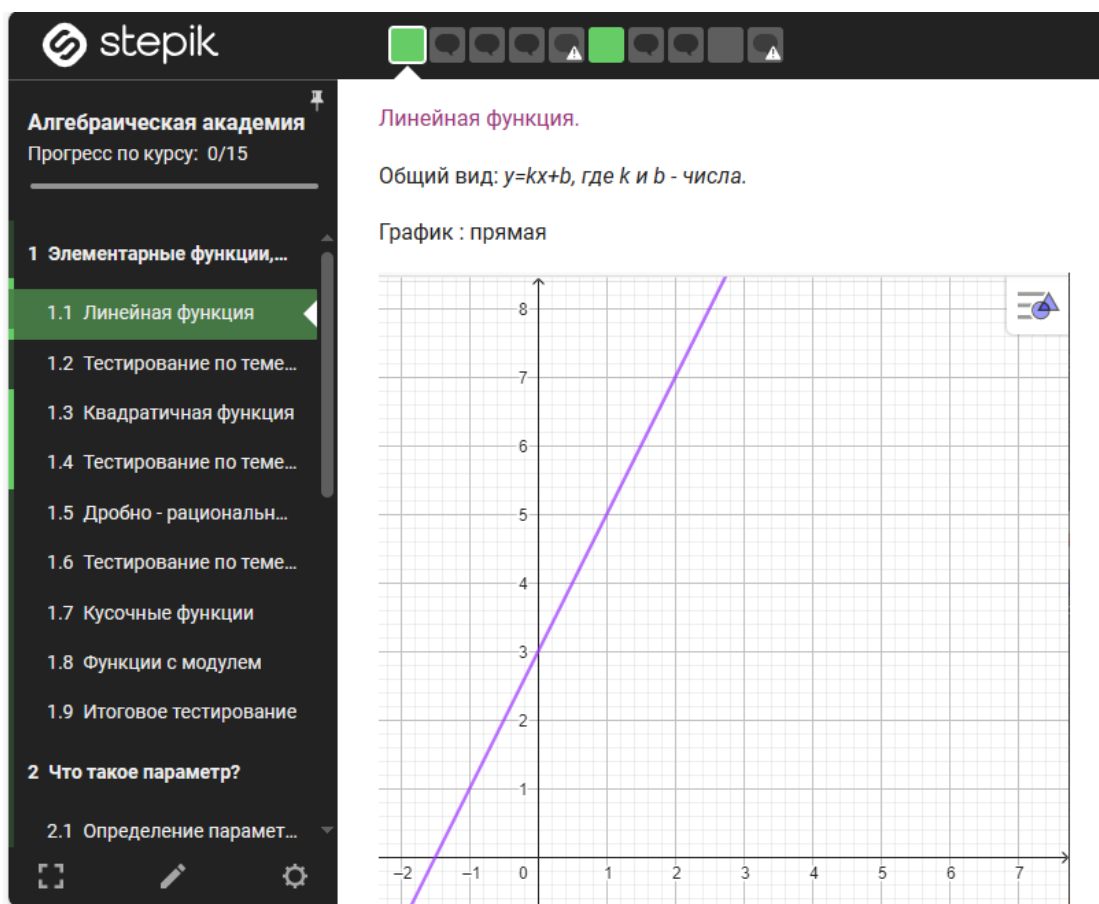 stepik
Алгебраическая академия
Прогресс по курсу: 0/15
1 Элементарные функции,...
1.1 Линейная функция
1.2 Тестирование по теме...
1.3 Квадратичная функция
1.4 Тестирование по теме...
1.5 Дробно - рациональн...
1.6 Тестирование по теме...
1.7 Кусочные функции
1.8 Функции с модулем
1.9 Итоговое тестирование
2 Что такое параметр?
2.1 Определение парамет...
Линейная функция.
Общий вид: y=kx+b, где k и b - числа.
График : прямая
8
7
6
5
4
3
2
1
–2 –1 0 1 2 3 4 5 6 7